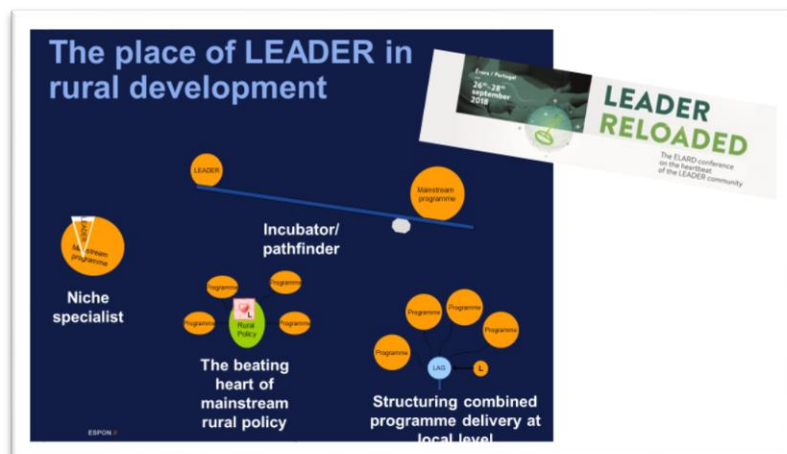 The place of LEADER in
rural development
Évora / Portugal
26th-28th
september
2018
LEADER
RELOADED
The ELARD conference
on the heartbeat
of the LEADER community
LEADER
Mainstream
programme
Incubator/
pathfinder
LEADER
Mainstream
programme
Niche
specialist
Programme
Programme
L
Programme
Rural
Policy
Programme
The beating
heart of
mainstream
rural policy
Programme
Programme
Programme
Programme
LAG
L
Structuring combined
programme delivery at
local level
ESPON